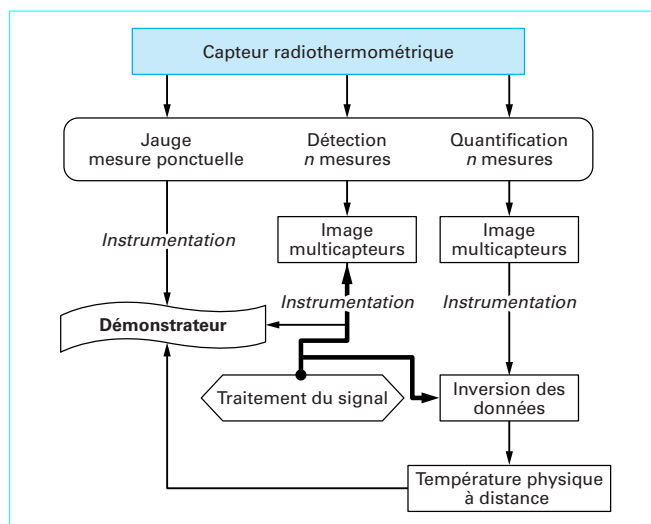 Capteur radiothermométrique
Jauge
mesure ponctuelle
Détection
n mesures
Quantification
n mesures
Instrumentation
Image
multicapteurs
Image
multicapteurs
Démonstrateur
Instrumentation
Instrumentation
Traitement du signal
Inversion des
données
Température physique
à distance